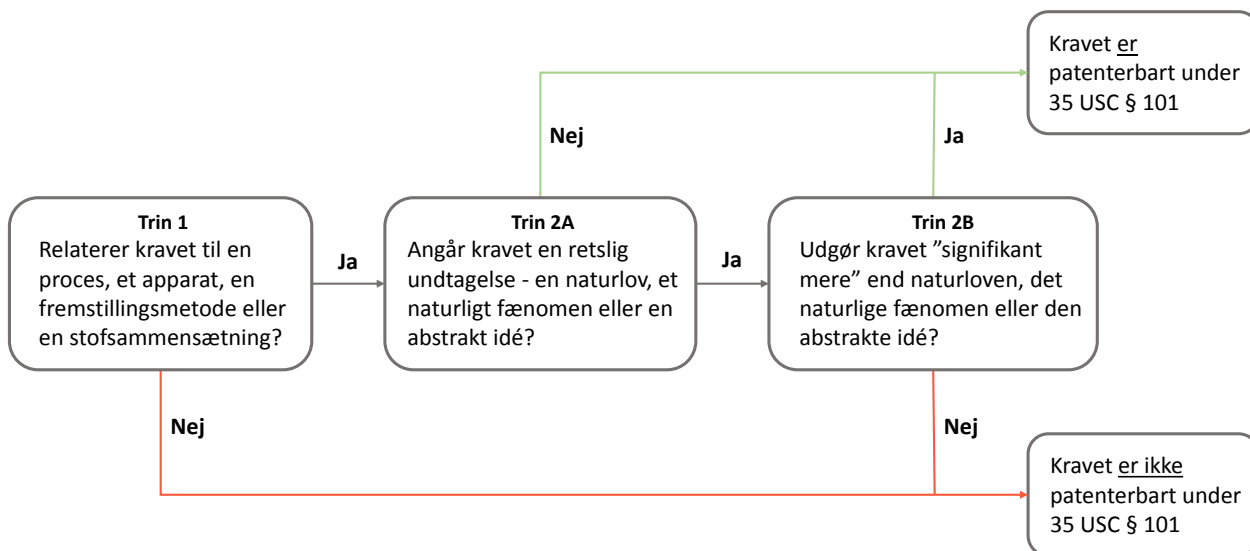 Kravet er
patenterbart under
35 USC § 101
Nej
Ja
Trin 1
Relaterer kravet til en
proces, et apparat, en
fremstillingsmetode eller
en stofsammensætning?
Ja
Trin 2A
Angår kravet en retslig
undtagelse - en naturlov, et
naturligt fænomen eller en
abstrakt idé?
Ja
Trin 2B
Udgør kravet ”signifikant
mere” end naturloven, det
naturlige fænomen eller den
abstrakte idé?
Nej
Nej
Kravet er ikke
patenterbart under
35 USC § 101